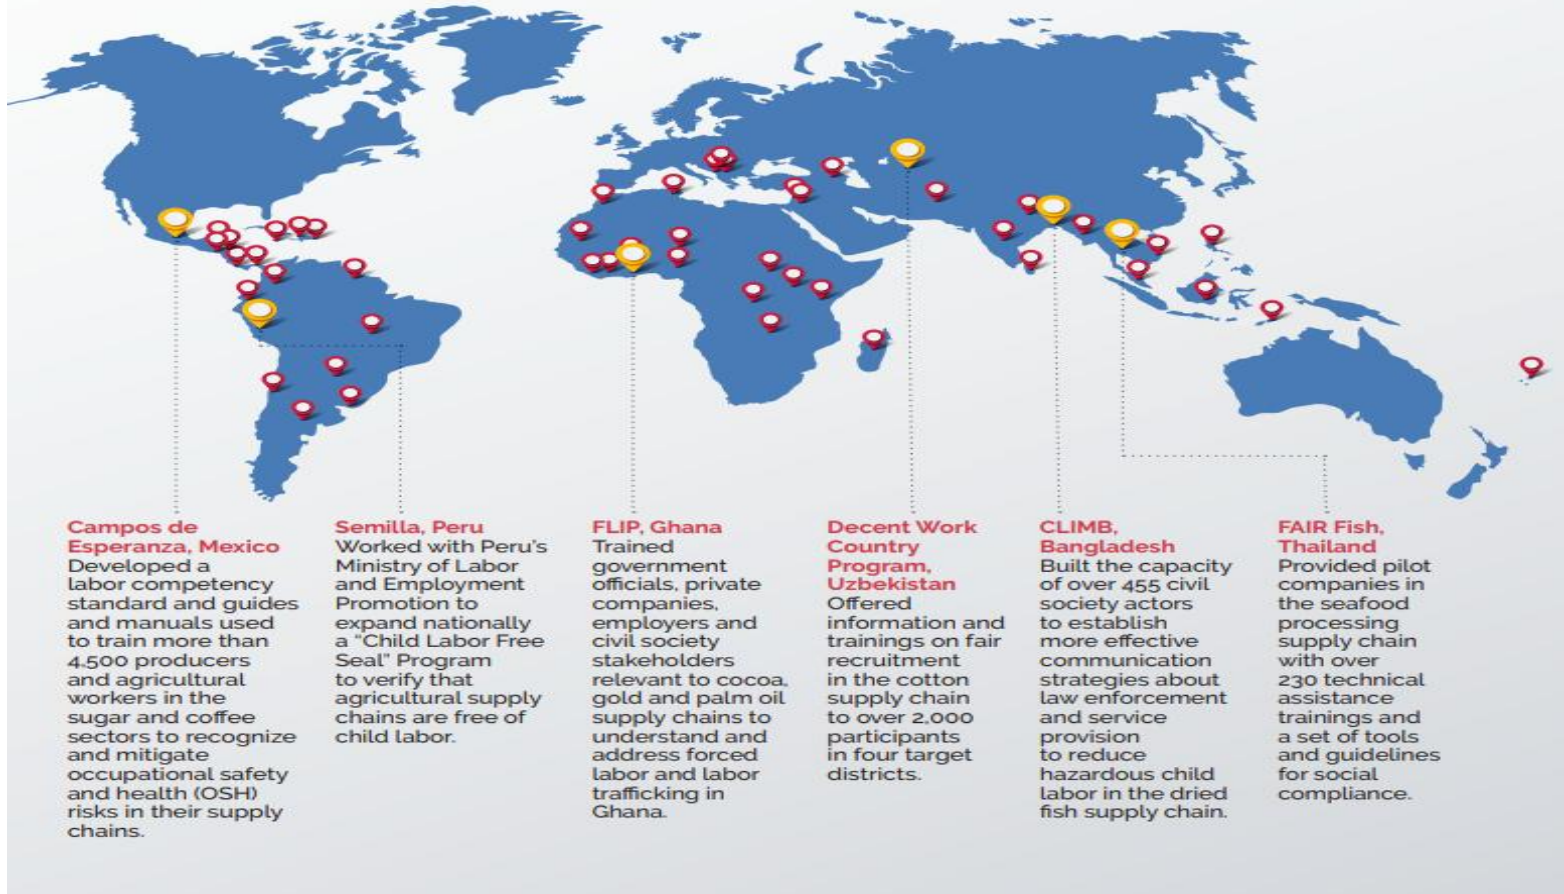 Campos de
Esperanza, Mexico
Developed a
labor competency
standard and guides
and manuals used
to train more than
4,500 producers
and agricultural
workers in the
sugar and coffee
sectors to recognize
and mitigate
occupational safety
and health (OSH)
risks in their supply
chains.
Semilla, Peru
Worked with Peru's
Ministry of Labor
and Employment
Promotion to
expand nationally
a "Child Labor Free
Seal" Program
to verify that
agricultural supply
chains are free of
child labor.
FLIP, Ghana
Trained
government
officials, private
companies,
employers and
civil society
stakeholders
relevant to cocoa,
gold and palm oil
supply chains to
understand and
address forced
labor and labor
trafficking in
Ghana.
Decent Work
Country
Program,
Uzbekistan
Offered
information and
trainings on fair
recruitment
in the cotton
supply chain
to over 2,000
participants
in four target
districts.
CLIMB,
Bangladesh
Built the capacity
of over 455 civil
society actors
to establish
more effective
communication
strategies about
law enforcement
and service
provision
to reduce
hazardous child
labor in the dried
fish supply chain.
FAIR Fish,
Thailand
Provided pilot
companies in
the seafood
processing
supply chain
with over
230 technical
assistance
trainings and
a set of tools
and guidelines
for social
compliance.